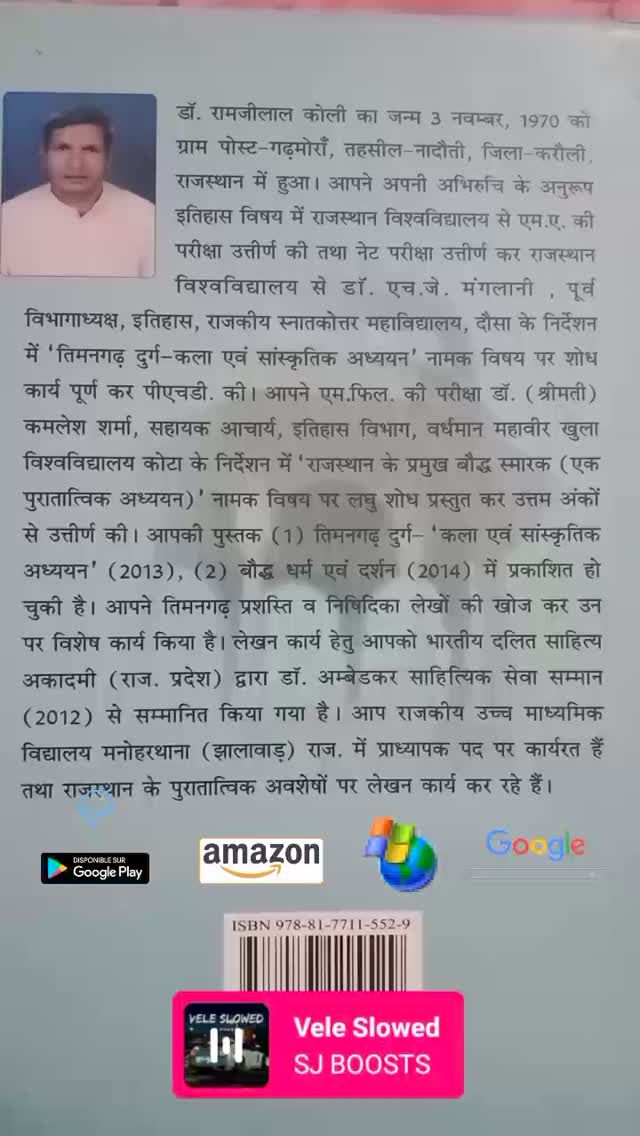 डॉ. रामजीलाल कोली का जन्म 3 नवम्बर, 1970 को
ग्राम पोस्ट-गढ़मोराँ, तहसील-नादौती, जिला-करौली,
राजस्थान में हुआ। आपने अपनी अभिरुचि के अनुरूप
इतिहास विषय में राजस्थान विश्वविद्यालय से एम.ए. की
परीक्षा उत्तीर्ण की तथा नेट परीक्षा उत्तीर्ण कर राजस्थान
विश्वविद्यालय से डॉ. एच.जे. मंगलानी , पूर्व
विभागाध्यक्ष, इतिहास, राजकीय स्नातकोत्तर महाविद्यालय, दौसा के निर्देशन
में ‘तिमनगढ़ दुर्ग-कला एवं सांस्कृतिक अध्ययन’ नामक विषय पर शोध
कार्य पूर्ण कर पीएचडी. की। आपने एम.फिल. की परीक्षा डॉ. (श्रीमती)
कमलेश शर्मा, सहायक आचार्य, इतिहास विभाग, वर्धमान महावीर खुला
विश्वविद्यालय कोटा के निर्देशन में ‘राजस्थान के प्रमुख बौद्ध स्मारक (एक
पुरातात्विक अध्ययन)’ नामक विषय पर लघु शोध प्रस्तुत कर उत्तम अंकों
से उत्तीर्ण की। आपकी पुस्तक (1) तिमनगढ़ दुर्ग- ‘कला एवं सांस्कृतिक
अध्ययन’ (2013), (2) बौद्ध धर्म एवं दर्शन (2014) में प्रकाशित हो
चुकी है। आपने तिमनगढ़ प्रशस्ति व निषिदिका लेखों की खोज कर उन
पर विशेष कार्य किया है। लेखन कार्य हेतु आपको भारतीय दलित साहित्य
अकादमी (राज. प्रदेश) द्वारा डॉ. अम्बेडकर साहित्यिक सेवा सम्मान
(2012) से सम्मानित किया गया है। आप राजकीय उच्च माध्यमिक
विद्यालय मनोहरथाना (झालावाड़) राज. में प्राध्यापक पद पर कार्यरत हैं
तथा राजस्थान के पुरातात्विक अवशेषों पर लेखन कार्य कर रहे हैं।
DISPONIBLE SUR
Google Play
amazon
Google
ISBN 978-81-7711-552-9
VELE SLOWED
Vele Slowed
SJ BOOSTS